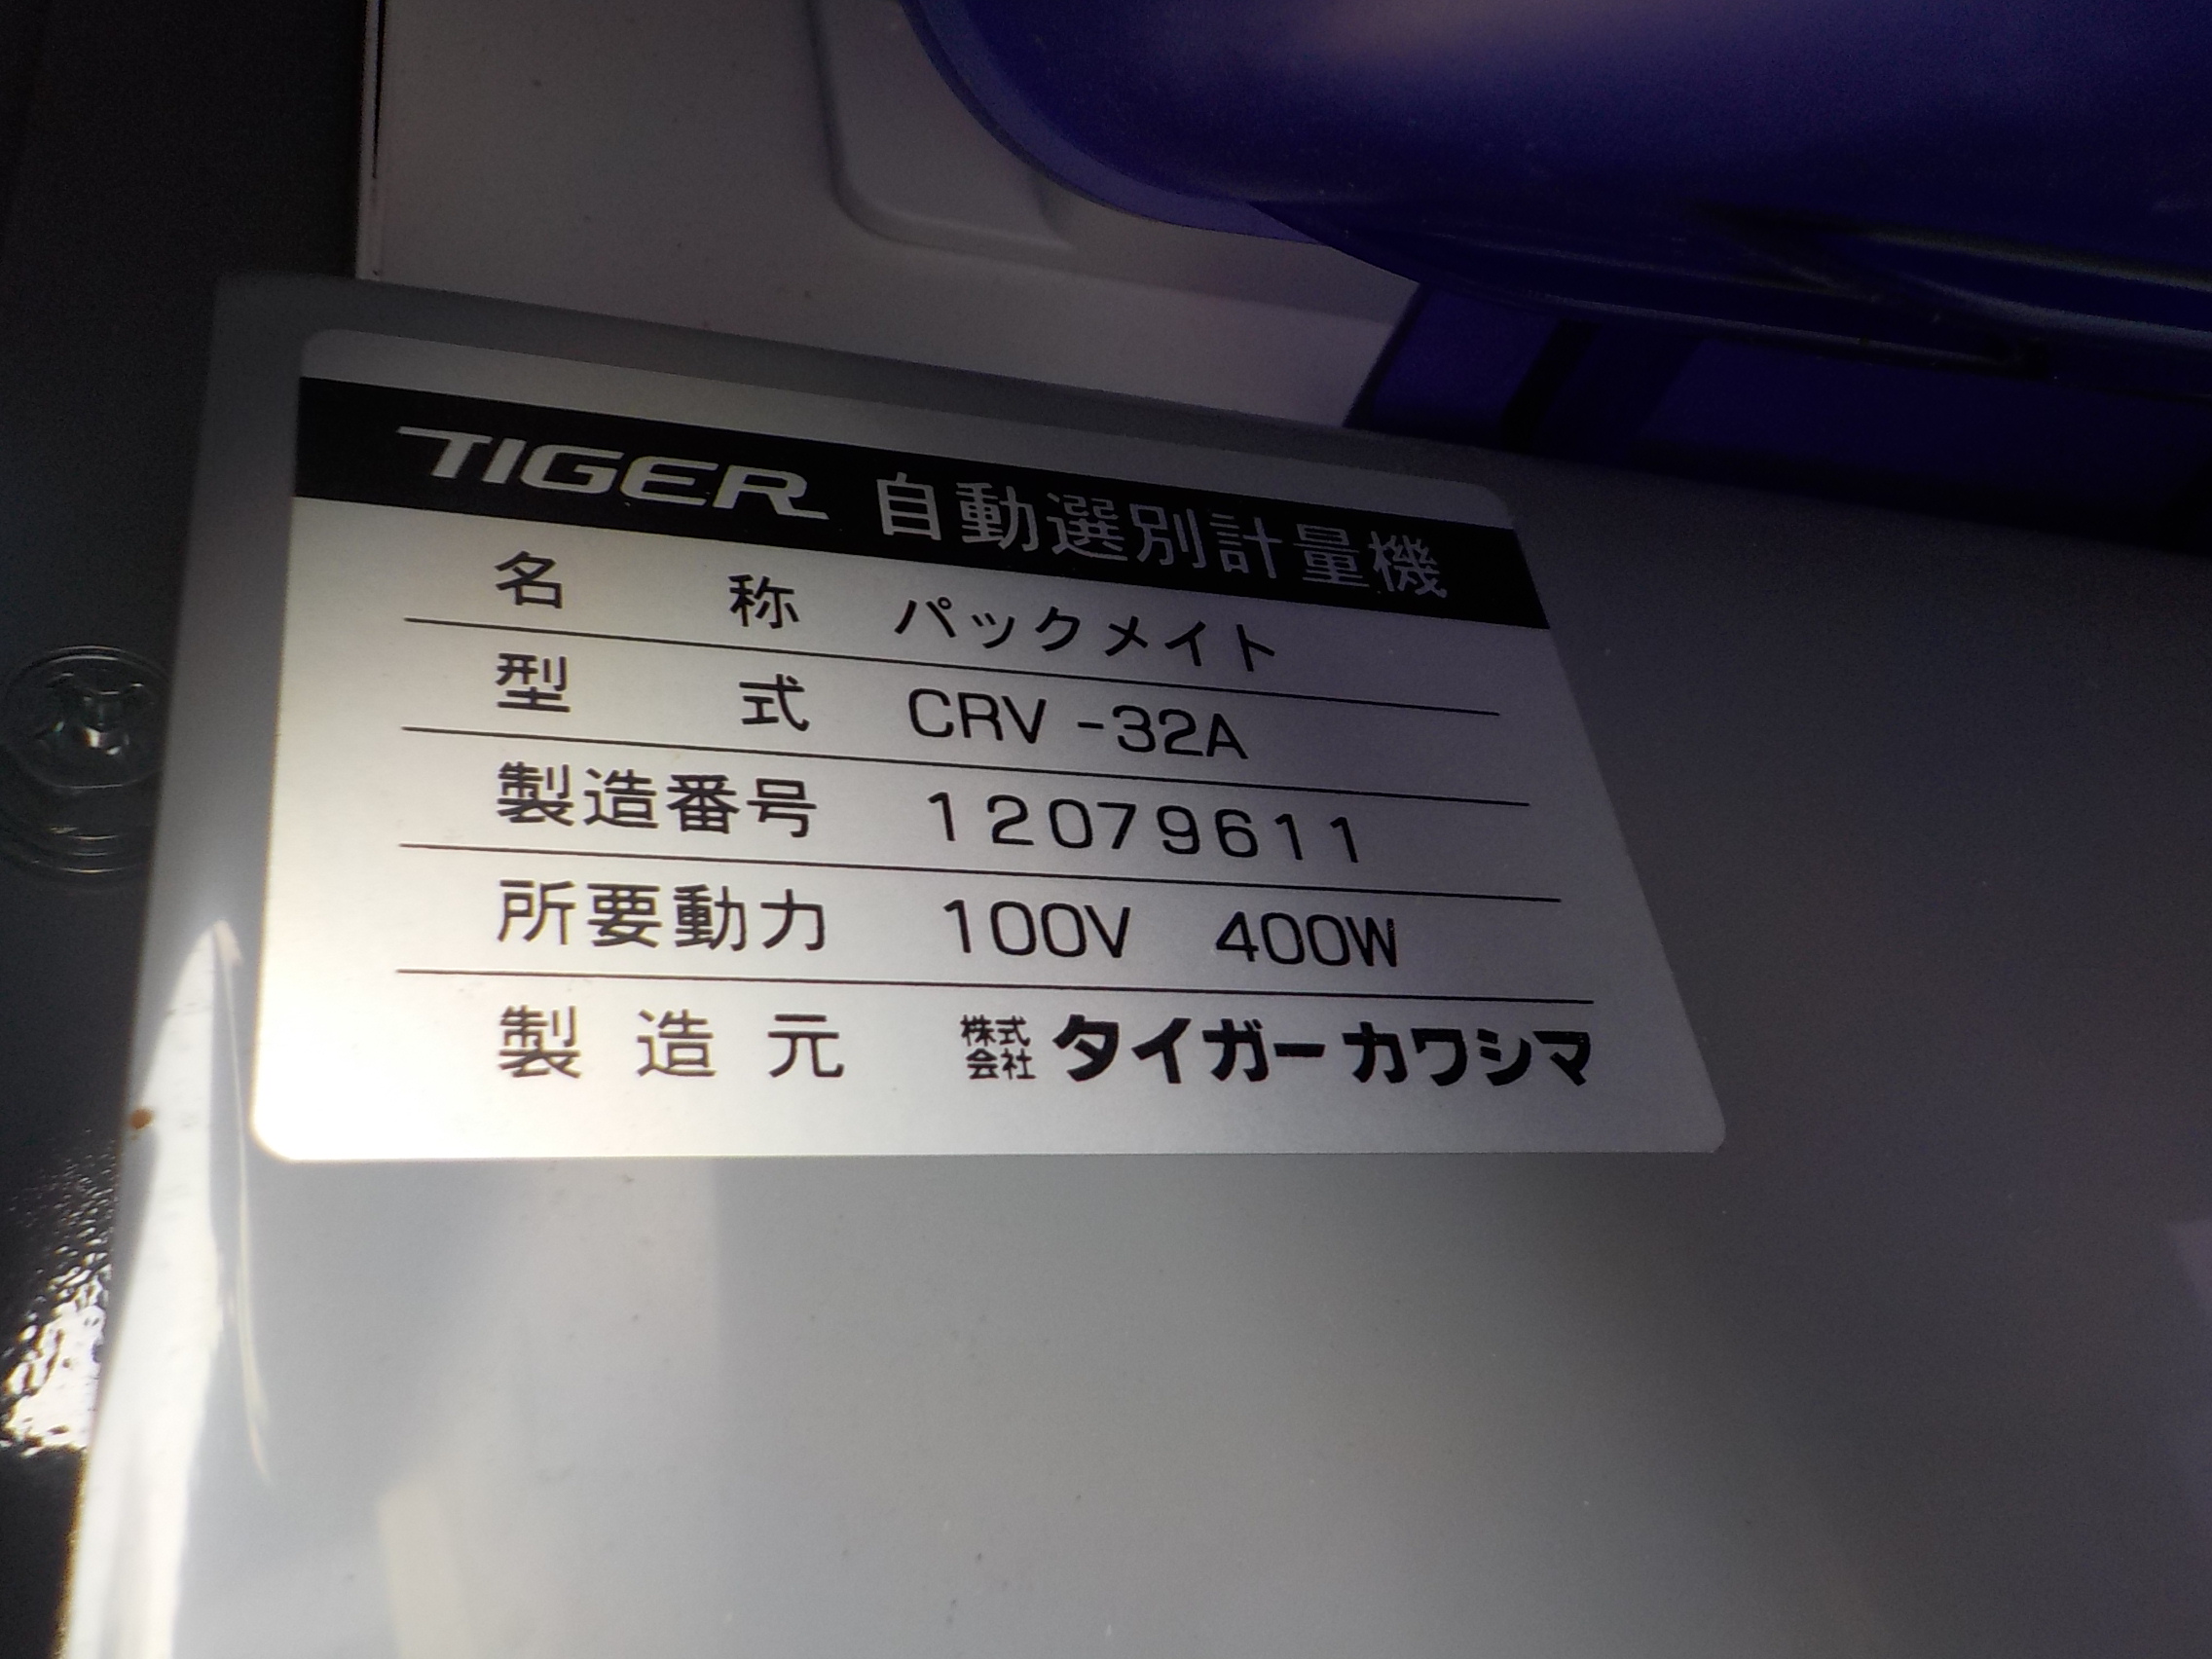 TIGER 自動選別計量機
名称 パックメイト
型式 CRV-32A
製造番号 12079611
所要動力 100V 400W
製造元 株式会社タイガーカワシマ